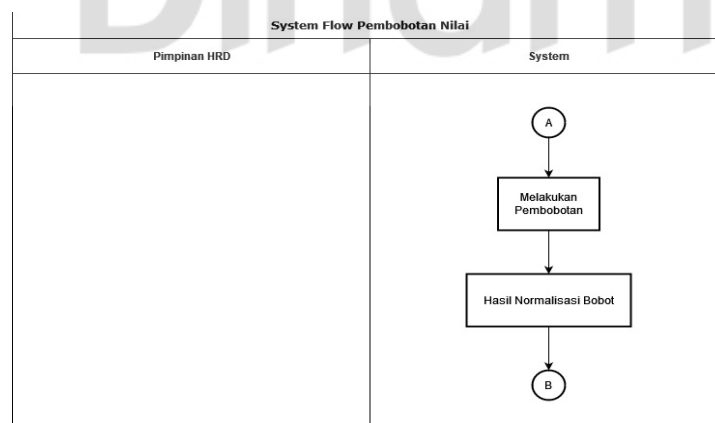 System Flow Pembobotan Nilai
Pimpinan HRD
System
A
Melakukan
Pembobotan
Hasil Normalisasi Bobot
B